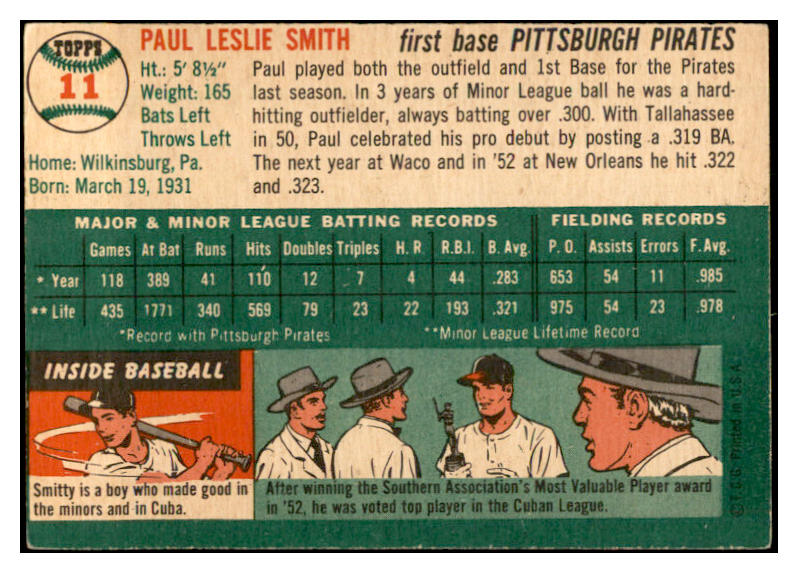 TOPPS
11
PAUL LESLIE SMITH first base PITTSBURGH PIRATES
Ht.: 5' 8½"
Weight: 165
Bats Left
Throws Left
Home: Wilkinsburg, Pa.
Born: March 19, 1931
Paul played both the outfield and 1st Base for the Pirates
last season. In 3 years of Minor League ball he was a hard-
hitting outfielder, always batting over .300. With Tallahassee
in 50, Paul celebrated his pro debut by posting a .319 BA.
The next year at Waco and in '52 at New Orleans he hit .322
and .323.
MAJOR & MINOR LEAGUE BATTING RECORDS FIELDING RECORDS
Games At Bat Runs Hits Doubles Triples H. R R.B.I. B. Avg. P. O. Assists Errors F. Avg.
* Year 118 389 41 110 12 7 4 44 .283 653 54 11 .985
** Life 435 1771 340 569 79 23 22 193 .321 975 54 23 .978
*Record with Pittsburgh Pirates **Minor League Lifetime Record
INSIDE BASEBALL
Smitty is a boy who made good in
the minors and in Cuba.
After winning the Southern Association's Most Valuable Player award
in '52, he was voted top player in the Cuban League.
© T.C.G. Printed in U.S.A.